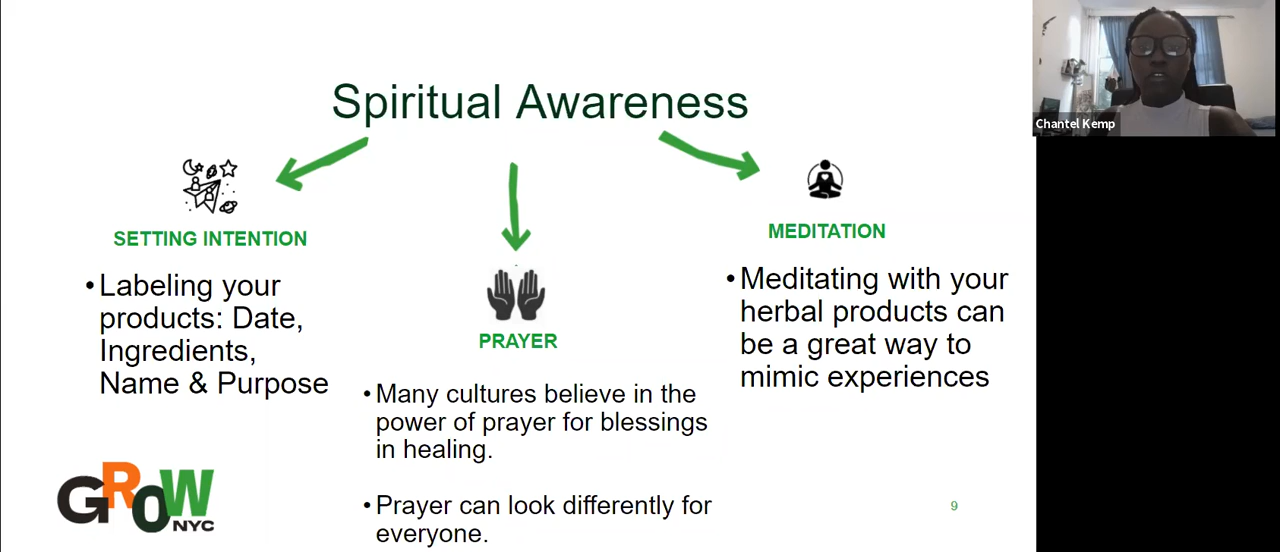 Spiritual Awareness
SETTING INTENTION
• Labeling your
products: Date,
Ingredients,
Name & Purpose
PRAYER
• Many cultures believe in the
power of prayer for blessings
in healing.
• Prayer can look differently for
everyone.
MEDITATION
• Meditating with your
herbal products can
be a great way to
mimic experiences
GROW
NYC
9
Chantel Kemp